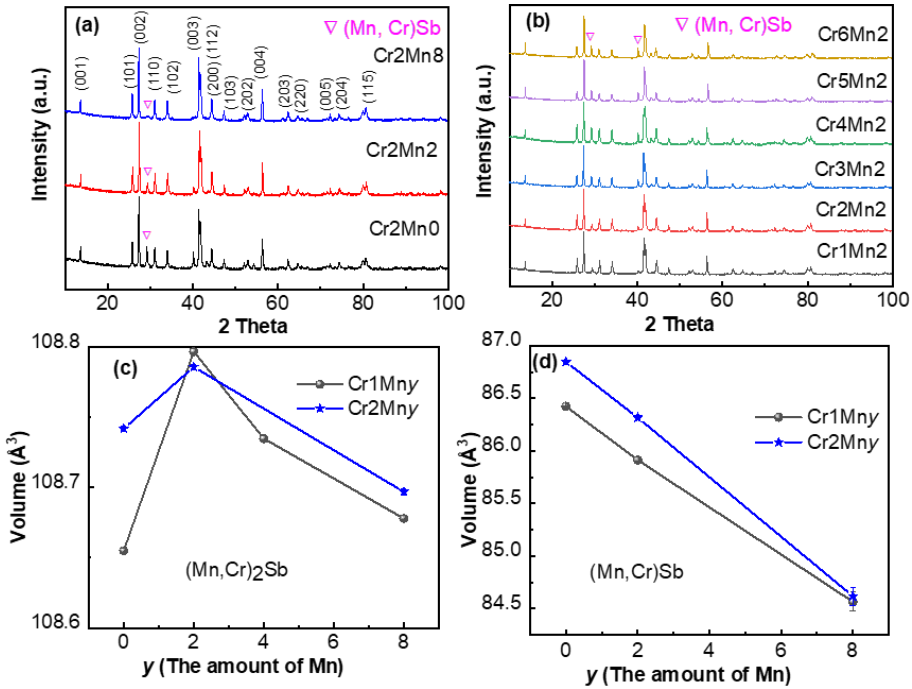 (a)
▽ (Mn, Cr)Sb
Cr2Mn8
(001)
(101)
(002)
(110)
(102)
(003)
(200)
(112)
(103)
(202)
(004)
(203)
(220)
(005)
(204)
(115)
Cr2Mn2
Cr2Mn0
Intensity (a.u.)
20 40 60 80 100
2 Theta
(b)
▽ (Mn, Cr)Sb
Cr6Mn2
Cr5Mn2
Cr4Mn2
Cr3Mn2
Cr2Mn2
Cr1Mn2
Intensity (a.u.)
20 40 60 80 100
2 Theta
(c)
Cr1Mny
Cr2Mny
108.8
108.7
108.6
Volume (Å3)
(Mn,Cr)2Sb
0 2 4 6 8
y (The amount of Mn)
(d)
Cr1Mny
Cr2Mny
87.0
86.5
86.0
85.5
85.0
84.5
Volume (Å3)
(Mn,Cr)Sb
0 2 4 6 8
y (The amount of Mn)